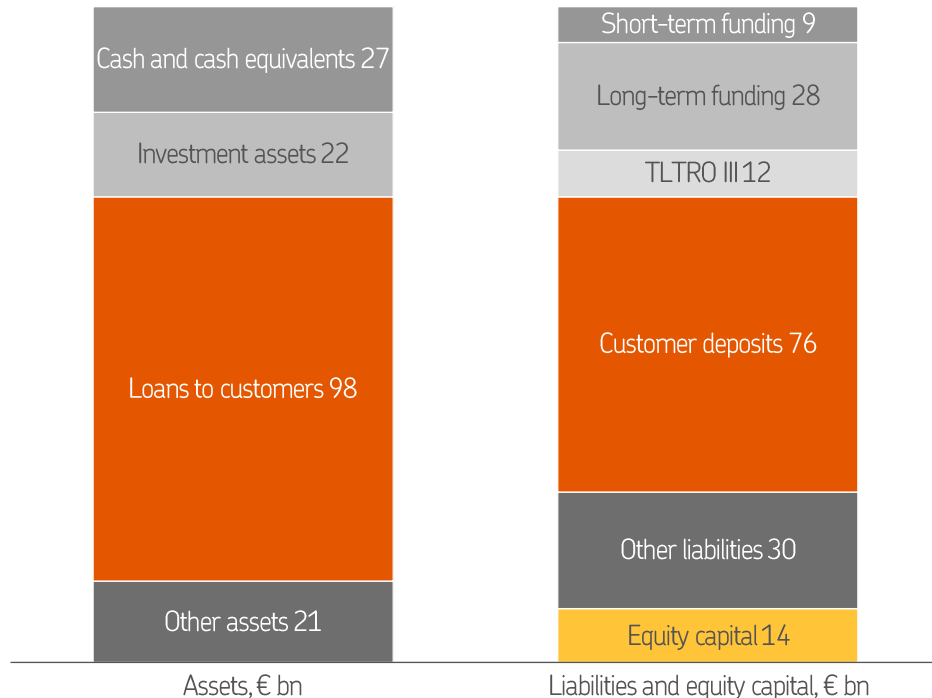 Cash and cash equivalents 27
Investment assets 22
Loans to customers 98
Other assets 21
Assets, € bn
Short-term funding 9
Long-term funding 28
TLTRO III 12
Customer deposits 76
Other liabilities 30
Equity capital 14
Liabilities and equity capital, € bn